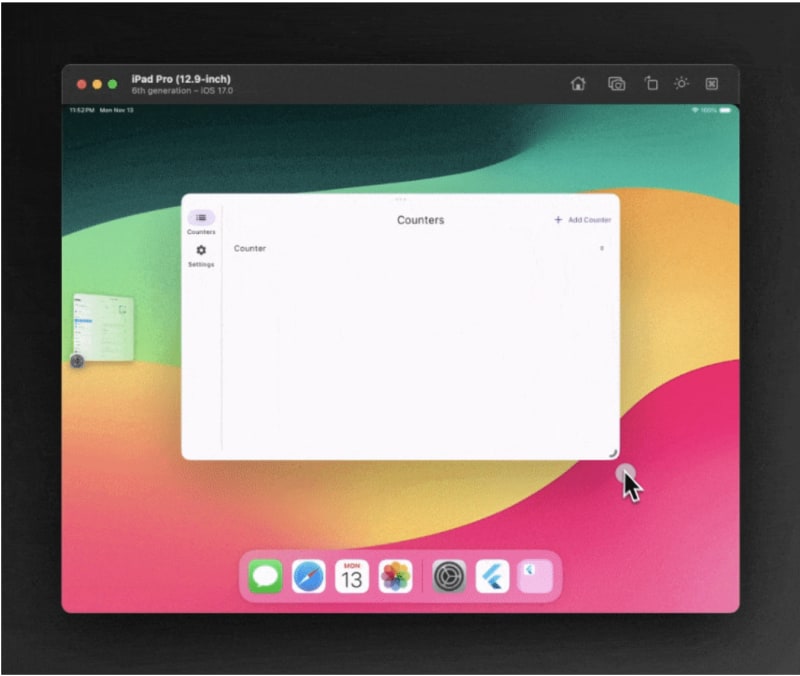 iPad Pro (12.9-inch)
6th generation – iOS 17.0
11:52 PM Mon Nov 13
100%
Counters
Add Counter
Counters
Counter
0
Settings
MON
13